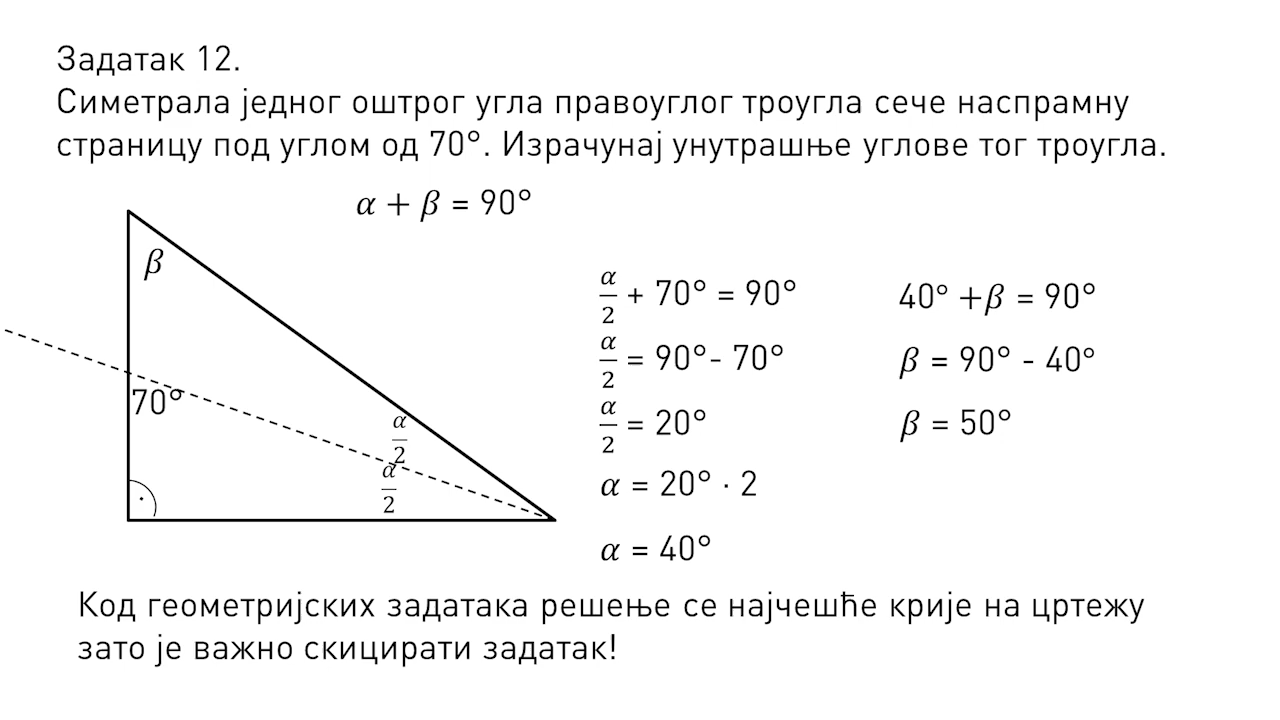 Задатак 12.
Симетрала једног оштрог угла правоуглог троугла сече наспрамну
страницу под углом од 70°. Израчунај унутрашње углове тог троугла.
α + β = 90°
β
70°
α/2
α/2
α/2 + 70° = 90°
α/2 = 90°- 70°
α/2 = 20°
α = 20° · 2
α = 40°
40° +β = 90°
β = 90° - 40°
β = 50°
Код геометријских задатака решење се најчешће крије на цртежу
зато је важно скицирати задатак!